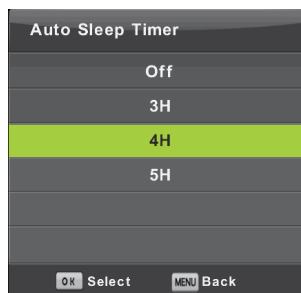 Auto Sleep Timer
Off
3H
4H
5H
OK Select MENU Back